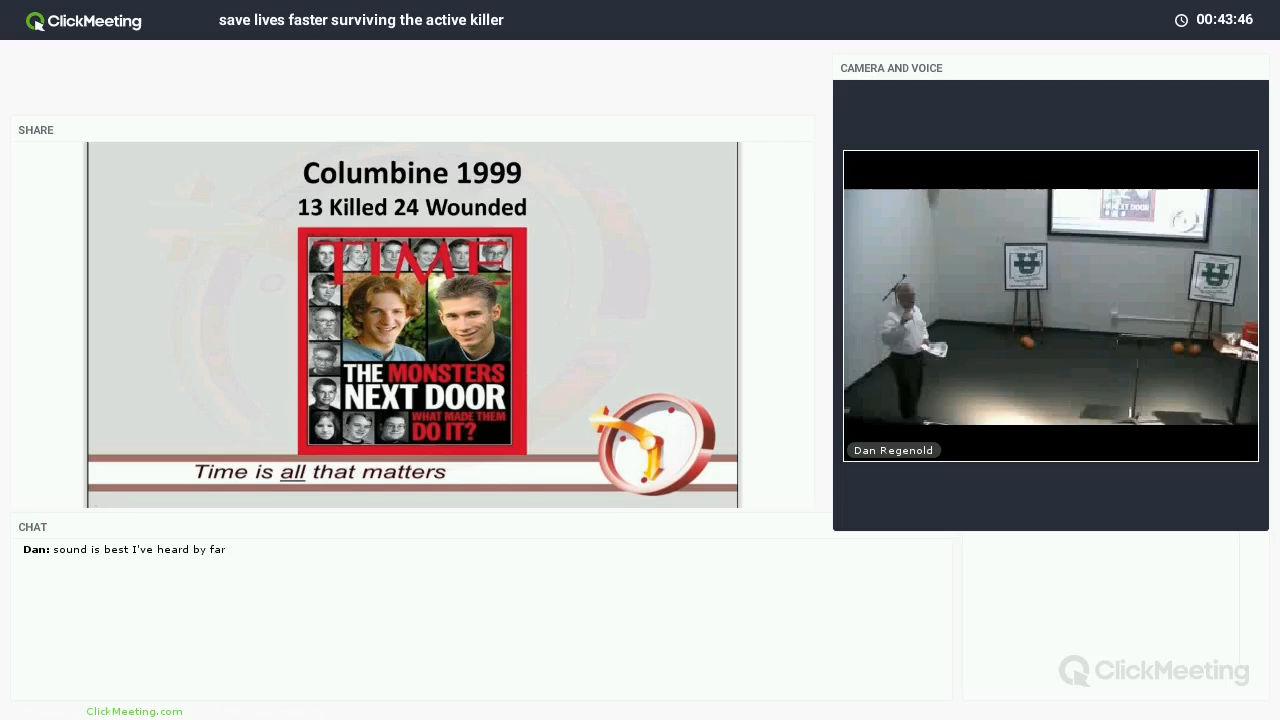 ClickMeeting
save lives faster surviving the active killer
00:43:46
CAMERA AND VOICE
SHARE
Columbine 1999
13 Killed 24 Wounded
TIME
THE MONSTERS
NEXT DOOR
WHAT MADE THEM
DO IT?
Time is all that matters
NEXT DOOR
Dan Regenold
CHAT
Dan: sound is best I've heard by far
ClickMeeting
ClickMeeting.com